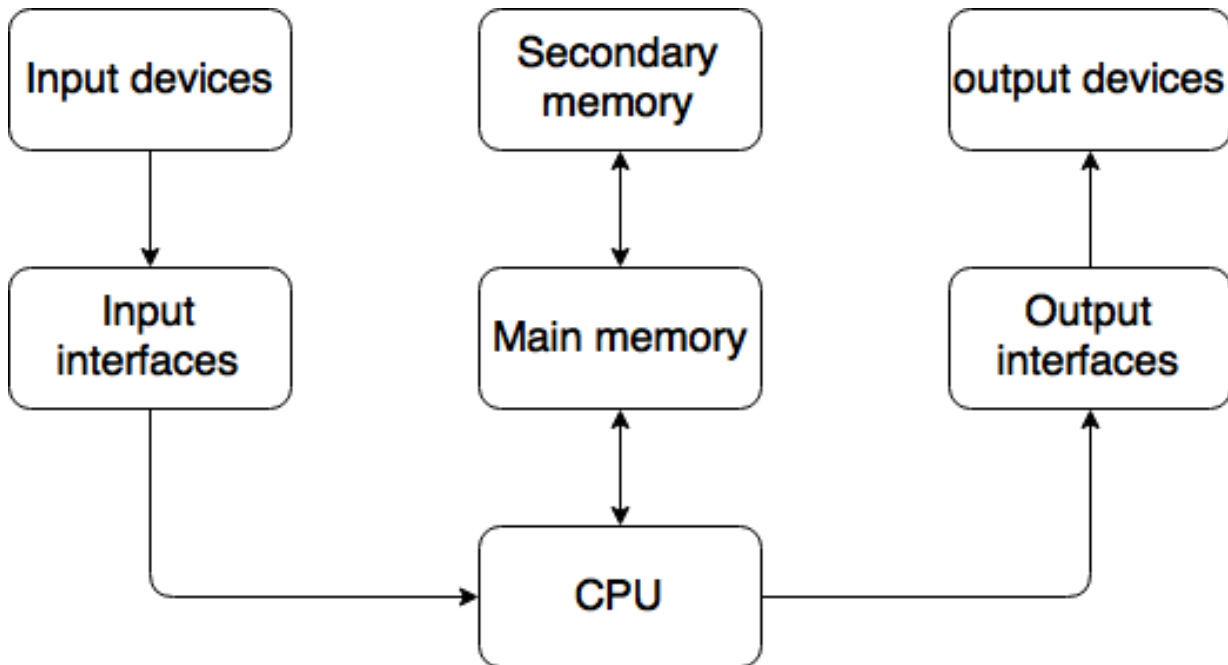 Input devices
Secondary
memory
output devices
Input
interfaces
Main memory
Output
interfaces
CPU